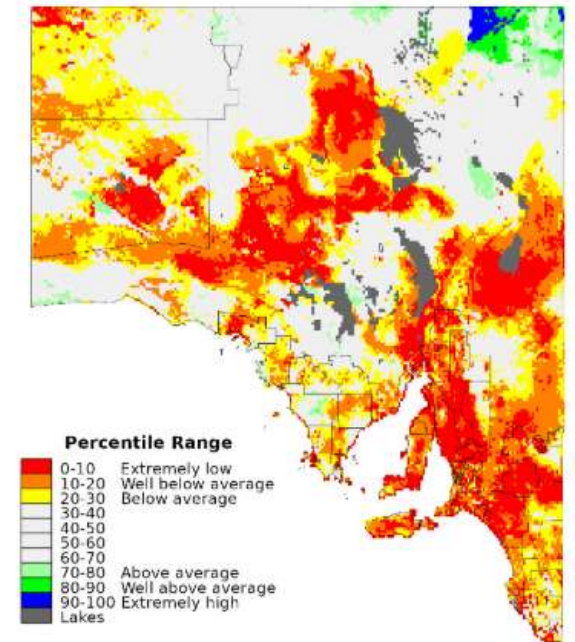 Percentile Range
0-10 Extremely low
10-20 Well below average
20-30 Below average
30-40
40-50
50-60
60-70
70-80 Above average
80-90 Well above average
90-100 Extremely high
Lakes